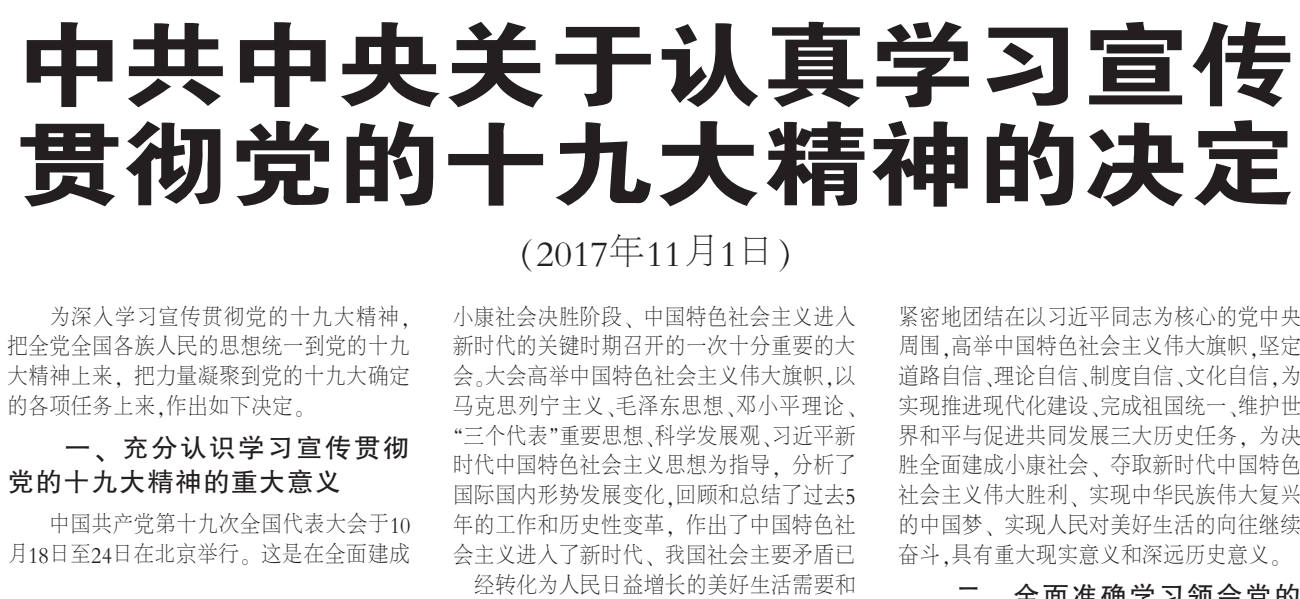 中共中央关于认真学习宣传
贯彻党的十九大精神的决定
（2017年11月1日）
为深入学习宣传贯彻党的十九大精神，
把全党全国各族人民的思想统一到党的十九
大精神上来，把力量凝聚到党的十九大确定
的各项任务上来,作出如下决定。
一、充分认识学习宣传贯彻
党的十九大精神的重大意义
中国共产党第十九次全国代表大会于10
月18日至24日在北京举行。这是在全面建成
小康社会决胜阶段、中国特色社会主义进入
新时代的关键时期召开的一次十分重要的大
会。大会高举中国特色社会主义伟大旗帜,以
马克思列宁主义、毛泽东思想、邓小平理论、
“三个代表”重要思想、科学发展观、习近平新
时代中国特色社会主义思想为指导，分析了
国际国内形势发展变化,回顾和总结了过去5
年的工作和历史性变革，作出了中国特色社
会主义进入了新时代、我国社会主要矛盾已
经转化为人民日益增长的美好生活需要和
紧密地团结在以习近平同志为核心的党中央
周围,高举中国特色社会主义伟大旗帜,坚定
道路自信、理论自信、制度自信、文化自信,为
实现推进现代化建设、完成祖国统一、维护世
界和平与促进共同发展三大历史任务，为决
胜全面建成小康社会、夺取新时代中国特色
社会主义伟大胜利、实现中华民族伟大复兴
的中国梦、实现人民对美好生活的向往继续
奋斗,具有重大现实意义和深远历史意义。
二、全面准确学习领会党的